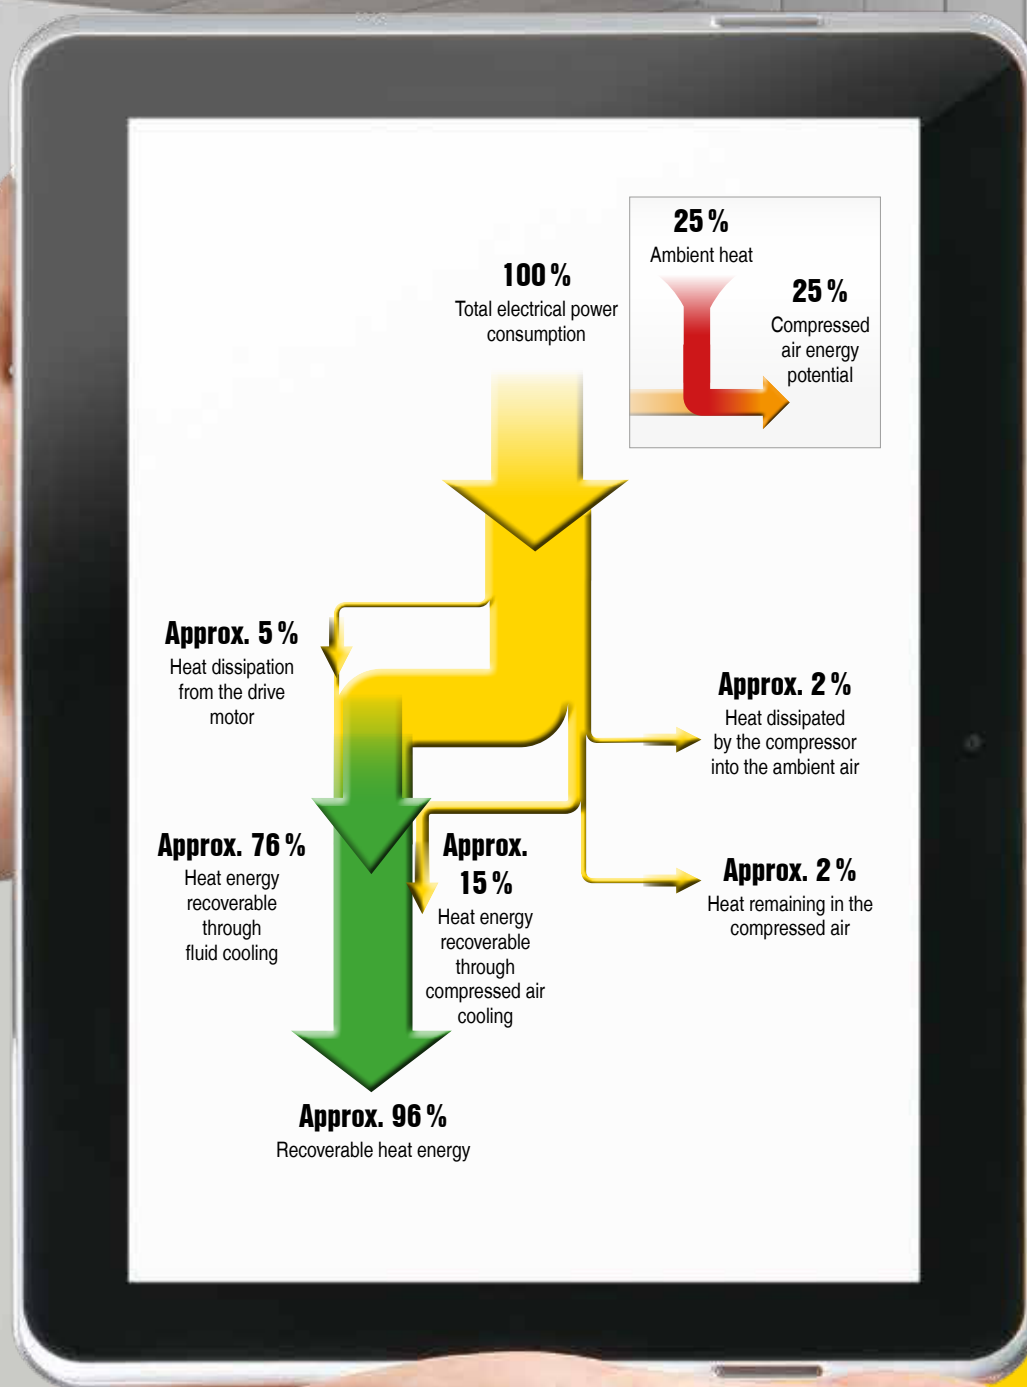 25 %
Ambient heat
100 %
Total electrical power
consumption
25 %
Compressed
air energy
potential
Approx. 5 %
Heat dissipation
from the drive
motor
Approx. 2 %
Heat dissipated
by the compressor
into the ambient air
Approx. 76 %
Heat energy
recoverable
through
fluid cooling
Approx.
15 %
Heat energy
recoverable
through
compressed air
cooling
Approx. 2 %
Heat remaining in the
compressed air
Approx. 96 %
Recoverable heat energy